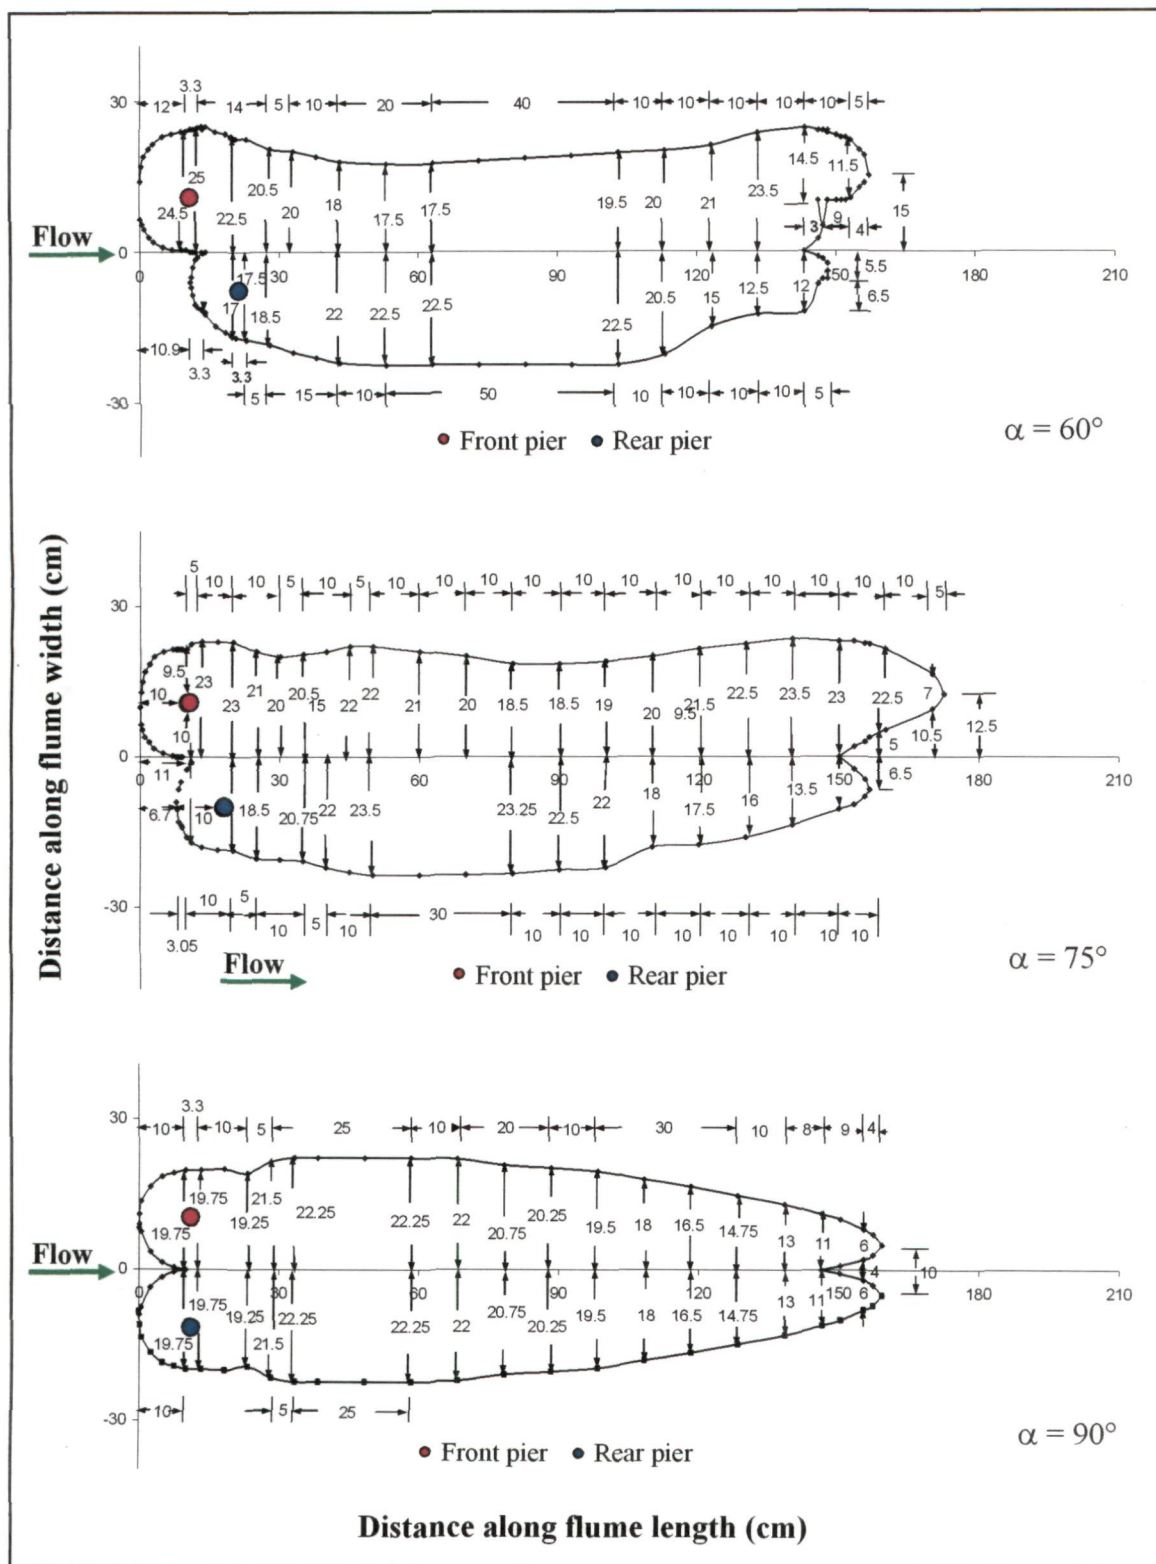 3.3
12 14 5 10 20 40 10 10 10 10 10 5
30
25 20.5 18 14.5 11.5
24.5 22.5 20 17.5 17.5 19.5 20 21 23.5 15
3 9 4
Flow
0
0 30 60 90 120 150 180 210
17.5 5.5
17 18.5 22 22.5 22.5 22.5 20.5 15 12.5 12 6.5
10.9 3.3 3.3
5 15 10 50 10 10 10 10 5
-30
Front pier Rear pier
α = 60°
Distance along flume width (cm)
5 10 10 5 10 5 10 10 10 10 10 10 10 10 10 10 10 10 5
30
9.5 23 23 21 20 20.5 15 22 22 21 20 18.5 18.5 19 20 9.5 21.5 22.5 23.5 23 22.5 7
10 10 5 10.5 12.5
0
0 11 30 60 90 120 150 180 210
6.7 10 18.5 20.75 22 23.5 23.25 22.5 22 18 17.5 16 13.5 6.5
-30
10 5 10 5 10 30 10 10 10 10 10 10 10 10
3.05
Flow
Front pier Rear pier
α = 75°
3.3
10 10 5 25 10 20 10 30 10 8 9 4
30
19.75 19.75 19.25 21.5 22.25 22.25 22 20.75 20.25 19.5 18 16.5 14.75 13 11 6
Flow
0
4 10
0 30 60 90 120 150 180 210
19.75 19.75 19.25 21.5 22.25 22.25 22 20.75 20.25 19.5 18 16.5 14.75 13 11 6
10 5 25
-30
Front pier Rear pier
α = 90°
Distance along flume length (cm)